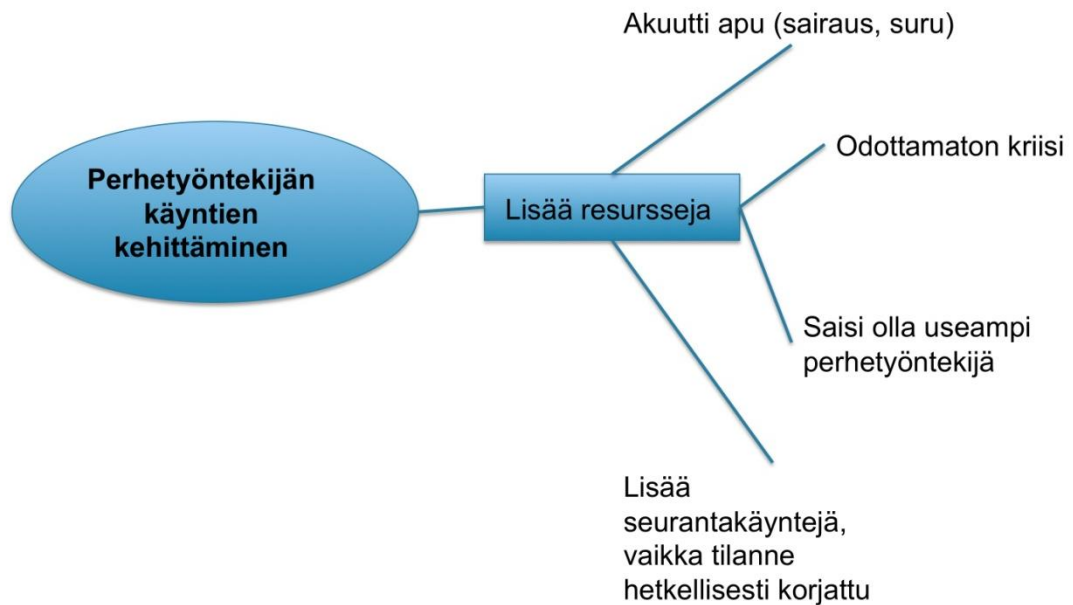 Akuutti apu (sairaus, suru)
Odottamaton kriisi
Perhetyöntekijän
käyntien
kehittäminen
Lisää resursseja
Saisi olla useampi
perhetyöntekijä
Lisää
seurantakäyntejä,
vaikka tilanne
hetkellisesti korjattu